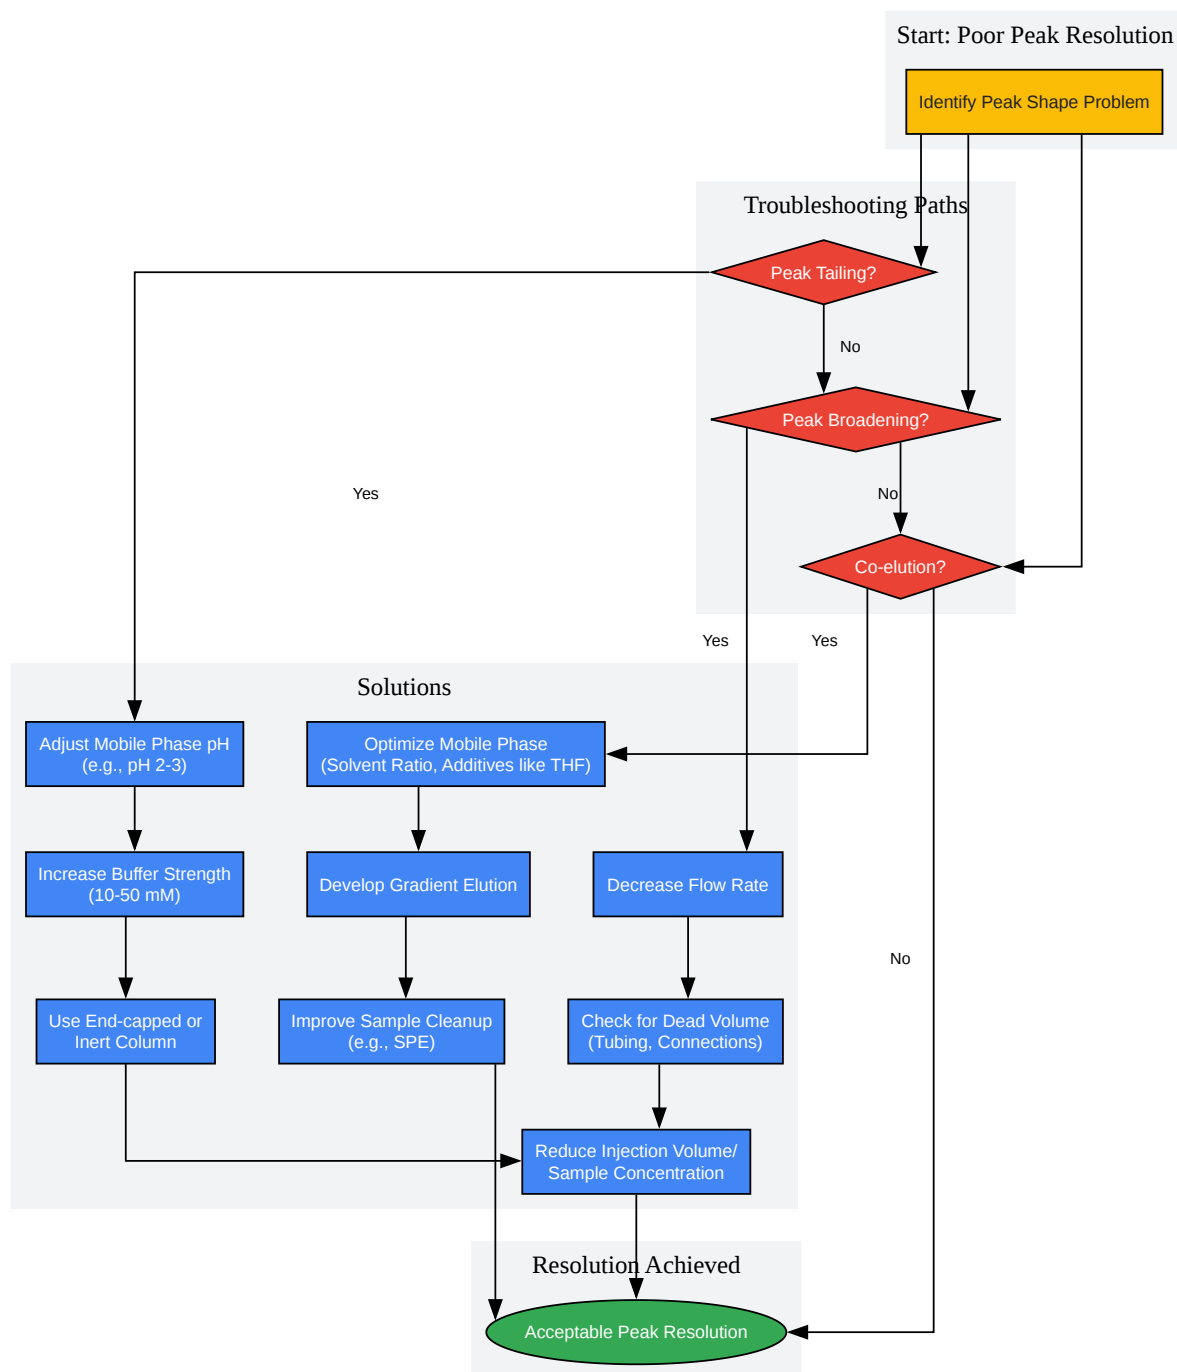 Start: Poor Peak Resolution
Identify Peak Shape Problem
Troubleshooting Paths
Peak Tailing?
No
Peak Broadening?
Yes
No
Co-elution?
Yes
Yes
Solutions
Adjust Mobile Phase pH
(e.g., pH 2-3)
Optimize Mobile Phase
(Solvent Ratio, Additives like THF)
Increase Buffer Strength
(10-50 mM)
Develop Gradient Elution
Decrease Flow Rate
No
Use End-capped or
Inert Column
Improve Sample Cleanup
(e.g., SPE)
Check for Dead Volume
(Tubing, Connections)
Reduce Injection Volume/
Sample Concentration
Resolution Achieved
Acceptable Peak Resolution